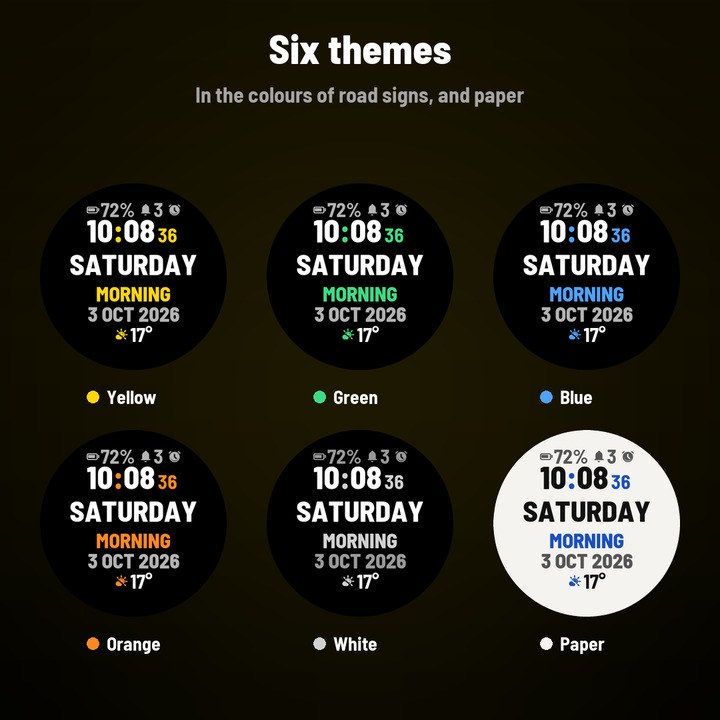 Six themes
In the colours of road signs, and paper
72% 3
10:08 36
SATURDAY
MORNING
3 OCT 2026
17°
Yellow
72% 3
10:08 36
SATURDAY
MORNING
3 OCT 2026
17°
Green
72% 3
10:08 36
SATURDAY
MORNING
3 OCT 2026
17°
Blue
72% 3
10:08 36
SATURDAY
MORNING
3 OCT 2026
17°
Orange
72% 3
10:08 36
SATURDAY
MORNING
3 OCT 2026
17°
White
72% 3
10:08 36
SATURDAY
MORNING
3 OCT 2026
17°
Paper